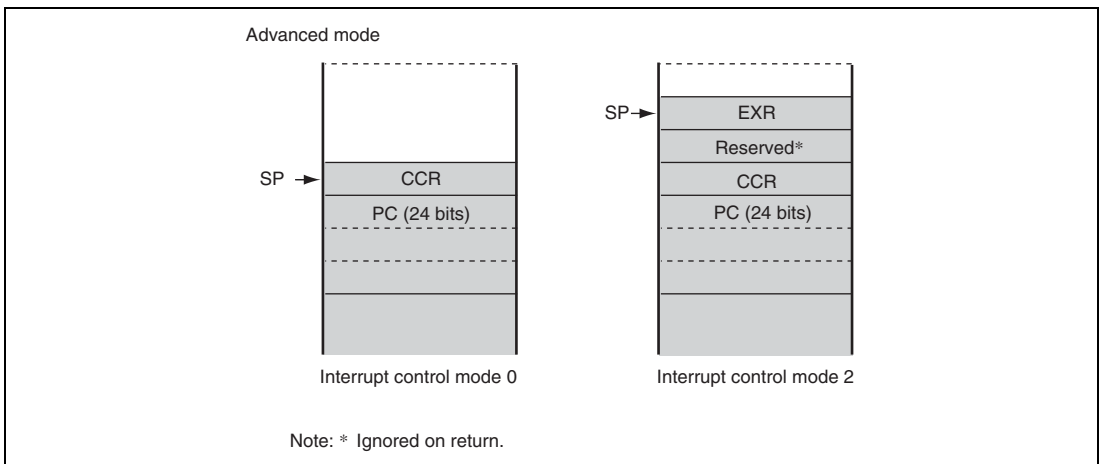 Advanced mode
SP
CCR
PC (24 bits)
Interrupt control mode 0
SP
EXR
Reserved*
CCR
PC (24 bits)
Interrupt control mode 2
Note: * Ignored on return.